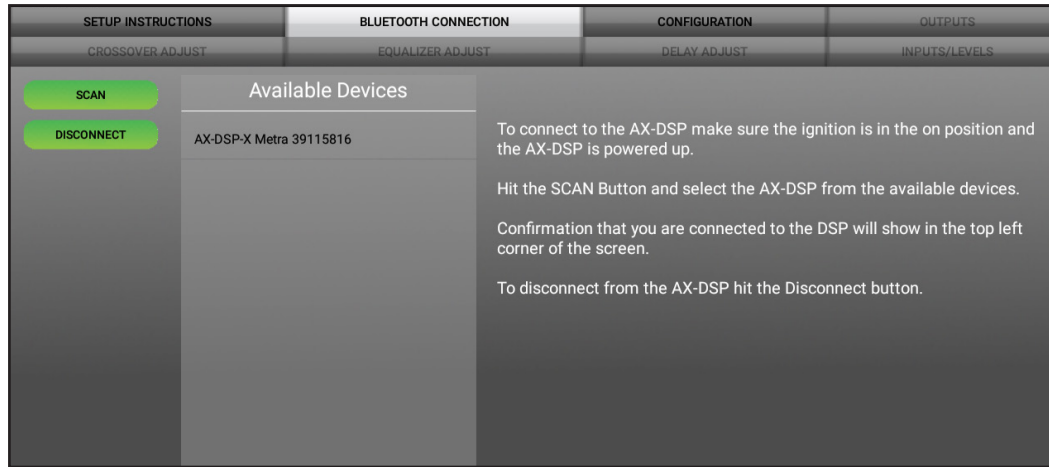 SETUP INSTRUCTIONS
BLUETOOTH CONNECTION
CONFIGURATION
OUTPUTS
CROSSOVER ADJUST
EQUALIZER ADJUST
DELAY ADJUST
INPUTS/LEVELS
SCAN
DISCONNECT
Available Devices
AX-DSP-X Metra 39115816
To connect to the AX-DSP make sure the ignition is in the on position and
the AX-DSP is powered up.
Hit the SCAN Button and select the AX-DSP from the available devices.
Confirmation that you are connected to the DSP will show in the top left
corner of the screen.
To disconnect from the AX-DSP hit the Disconnect button.